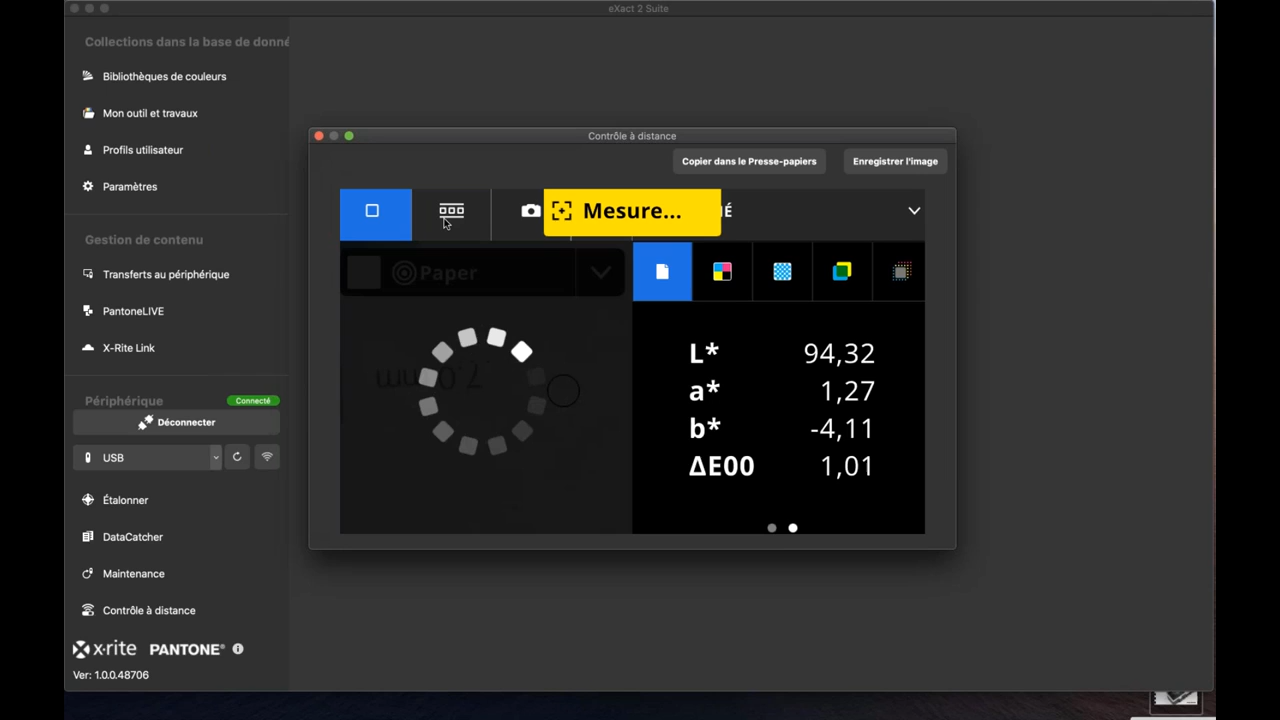 eXact 2 Suite
Collections dans la base de donné
Bibliothèques de couleurs
Mon outil et travaux
Profils utilisateur
Paramètres
Gestion de contenu
Transferts au périphérique
PantoneLIVE
X-Rite Link
Périphérique
Connecté
Déconnecter
USB
Étalonner
DataCatcher
Maintenance
Contrôle à distance
x·rite PANTONE®
Ver: 1.0.0.48706
Contrôle à distance
Copier dans le Presse-papiers
Enregistrer l'image
Mesure...
É
Paper
7.0mm
L* 94,32
a* 1,27
b* -4,11
ΔE00 1,01